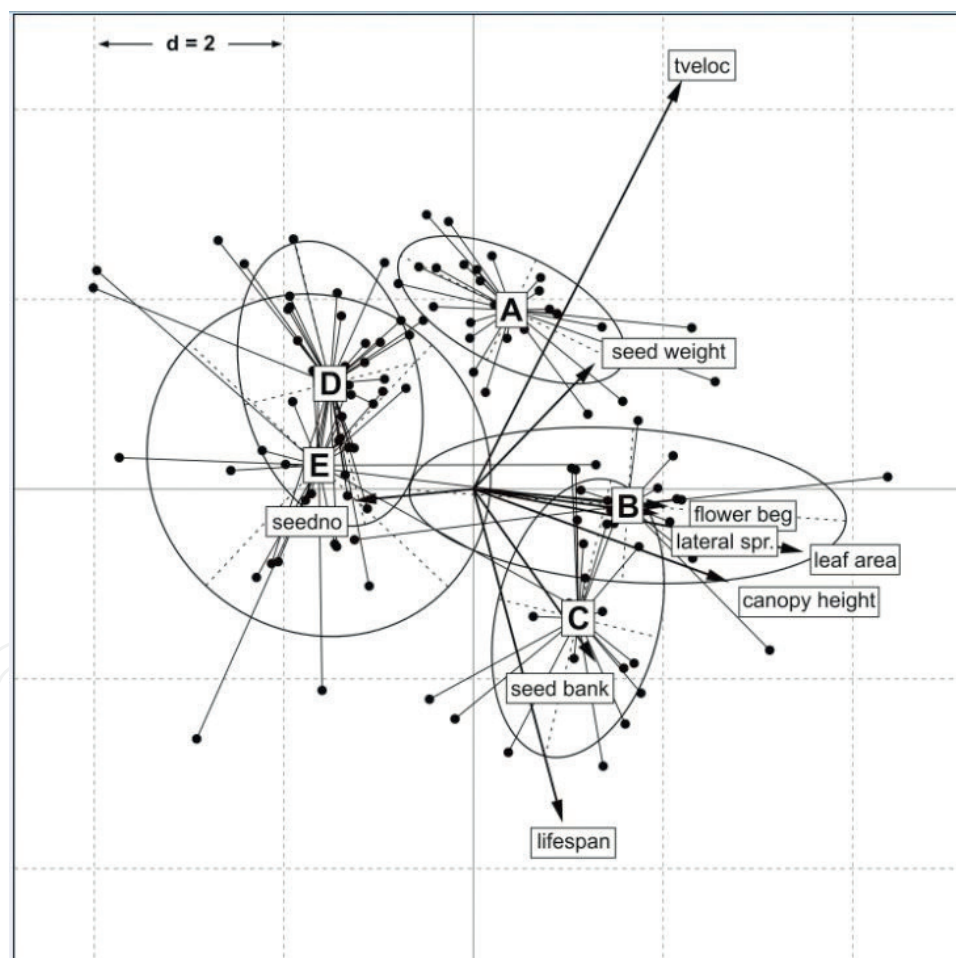 d = 2
tveloc
A
seed weight
D
E
B
flower beg
seedno
lateral spr.
leaf area
canopy height
C
seed bank
lifespan